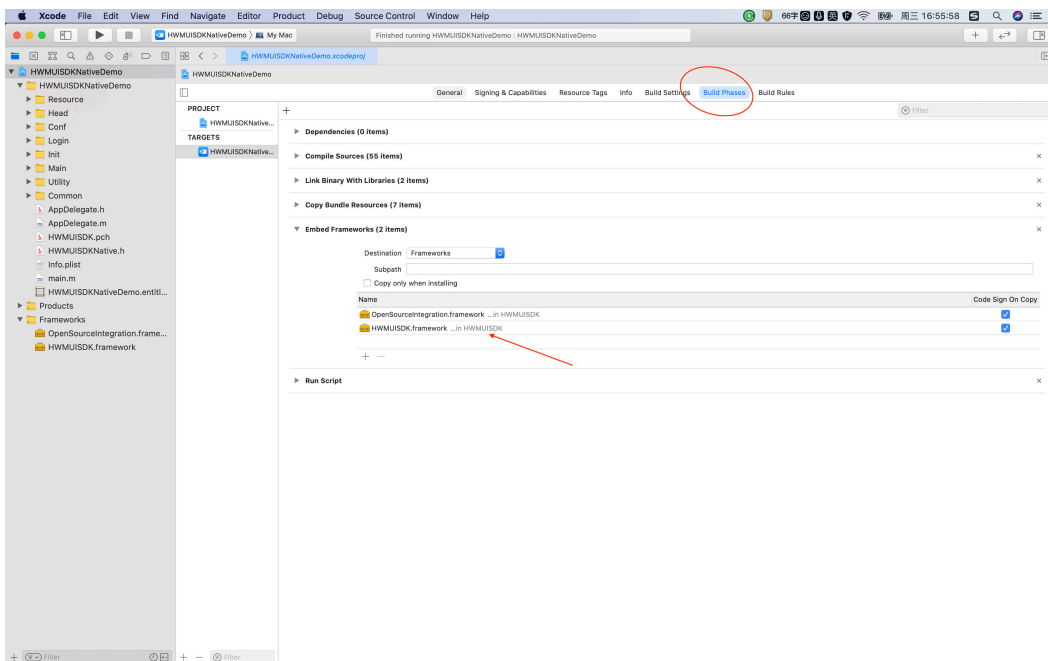 Xcode File Edit View Find Navigate Editor Product Debug Source Control Window Help
66字 英 周三 16:55:58
HWMUISDKNativeDemo 〉 My Mac
Finished running HWMUISDKNativeDemo : HWMUISDKNativeDemo
HWMUISDKNativeDemo.xcodeproj
HWMUISDKNativeDemo
HWMUISDKNativeDemo
HWMUISDKNativeDemo
Resource
Head
Conf
Login
Init
Main
Utility
Common
AppDelegate.h
AppDelegate.m
HWMUISDK.pch
HWMUISDKNative.h
Info.plist
main.m
HWMUISDKNativeDemo.entitl...
Products
Frameworks
OpenSourceIntegration.frame...
HWMUISDK.framework
Filter
PROJECT
HWMUISDKNative...
TARGETS
HWMUISDKNative...
Filter
General Signing & Capabilities Resource Tags Info Build Settings Build Phases Build Rules
Filter
Dependencies (0 items)
Compile Sources (55 items)
Link Binary With Libraries (2 items)
Copy Bundle Resources (7 items)
Embed Frameworks (2 items)
Destination Frameworks
Subpath
Copy only when installing
Name Code Sign On Copy
OpenSourceIntegration.framework ...in HWMUISDK
HWMUISDK.framework ...in HWMUISDK
Run Script